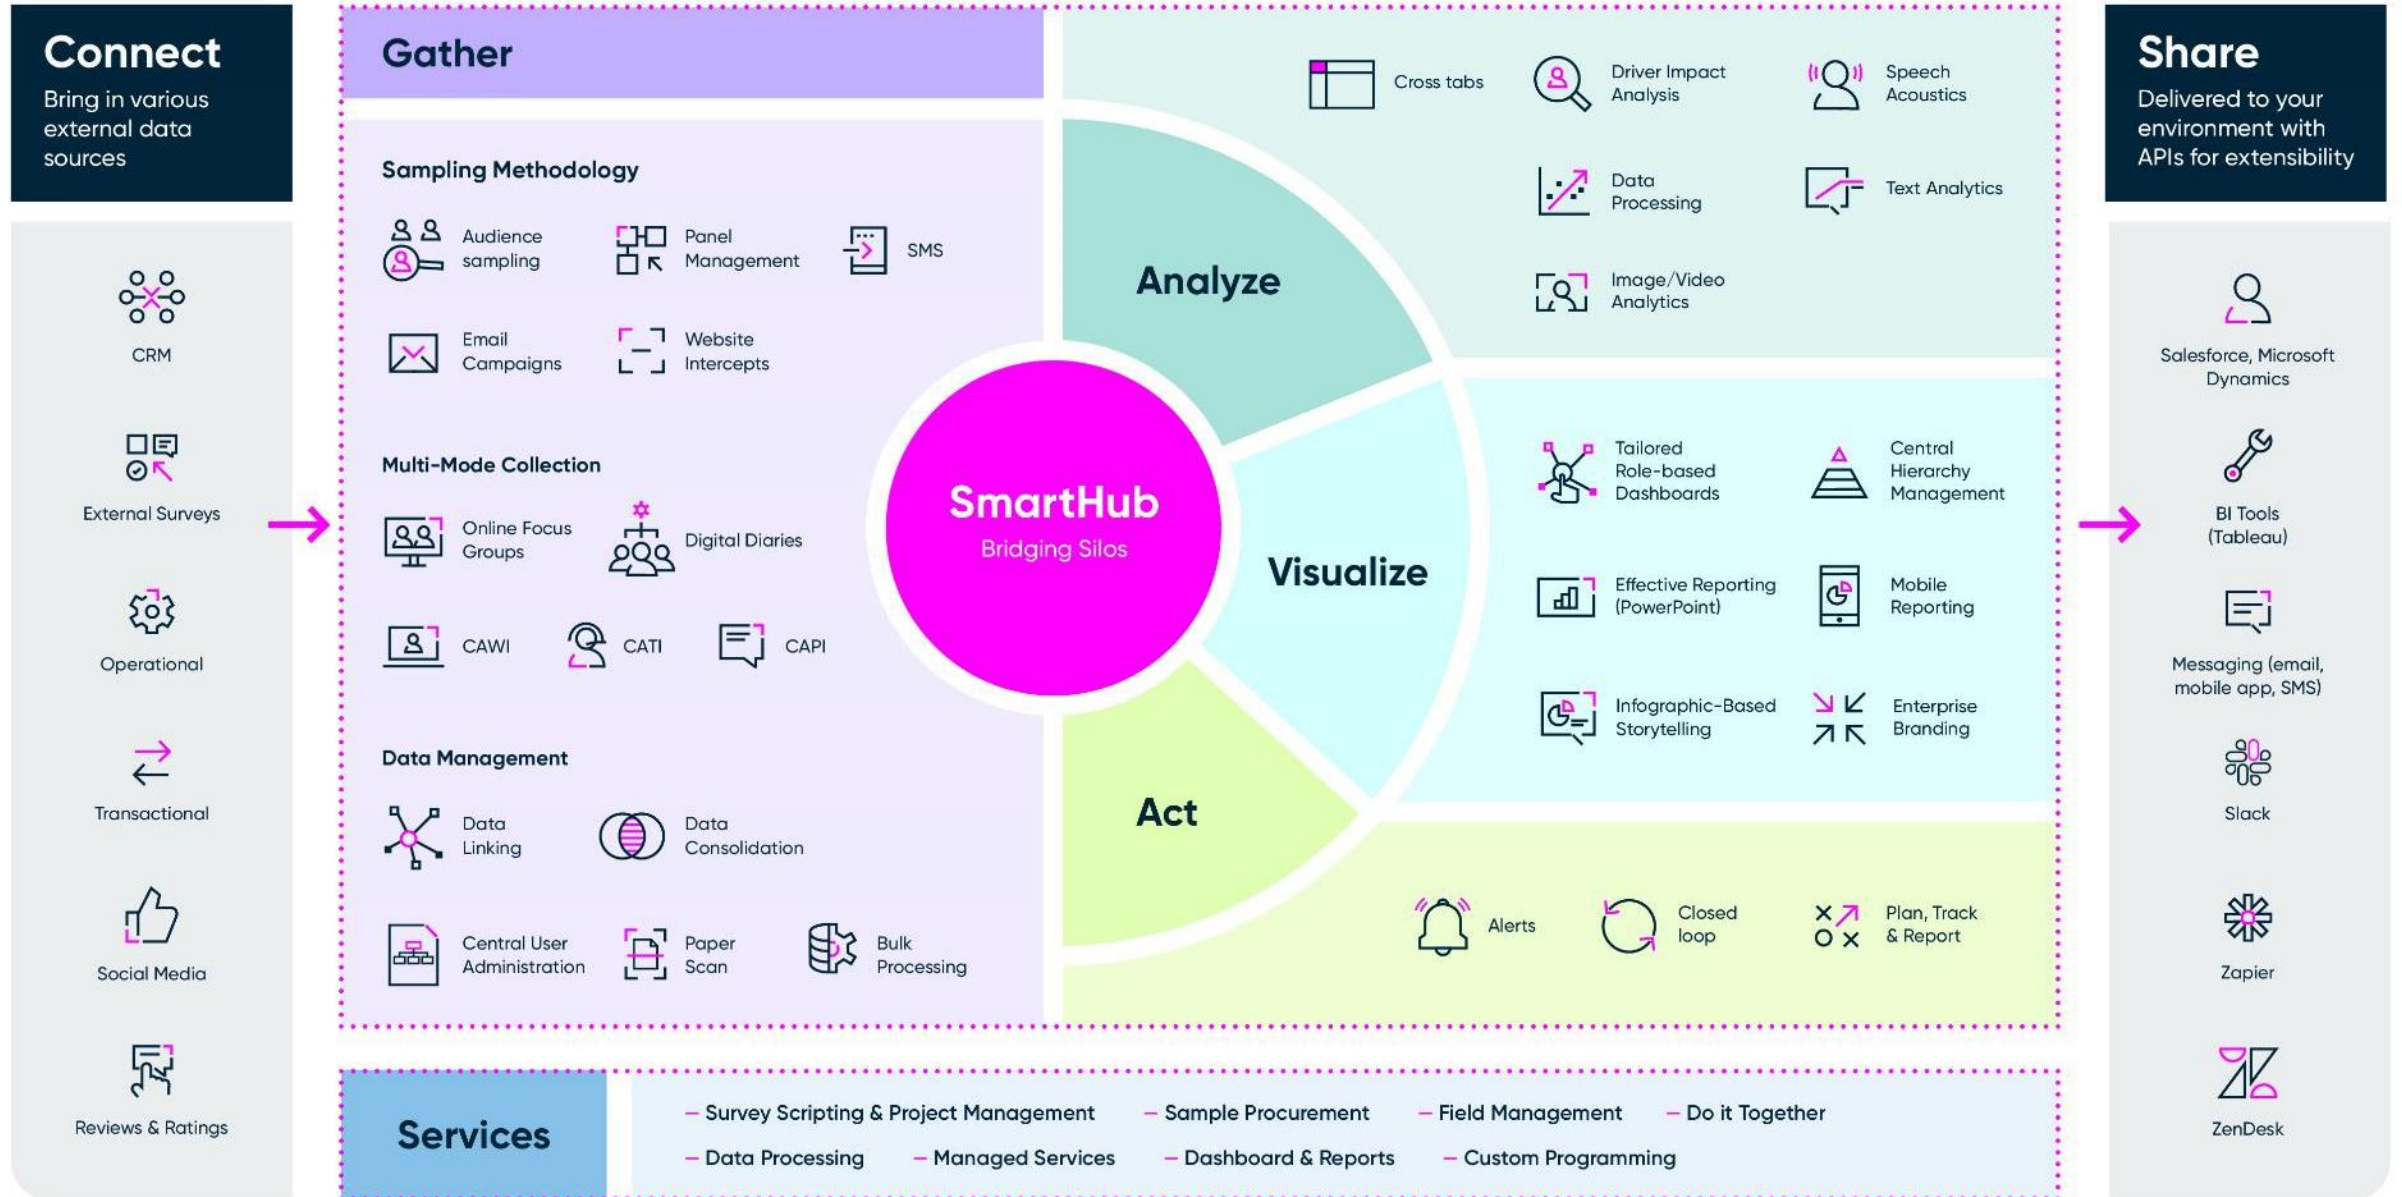 Connect
Bring in various
external data
sources
CRM
External Surveys
Operational
Transactional
Social Media
Reviews & Ratings
Gather
Sampling Methodology
Audience
sampling
Panel
Management
SMS
Email
Campaigns
Website
Intercepts
Multi-Mode Collection
Online Focus
Groups
Digital Diaries
CAWI
CATI
CAPI
Data Management
Data
Linking
Data
Consolidation
Central User
Administration
Paper
Scan
Bulk
Processing
SmartHub
Bridging Silos
Analyze
Cross tabs
Driver Impact
Analysis
Speech
Acoustics
Data
Processing
Text Analytics
Image/Video
Analytics
Visualize
Tailored
Role-based
Dashboards
Central
Hierarchy
Management
Effective Reporting
(PowerPoint)
Mobile
Reporting
Infographic-Based
Storytelling
Enterprise
Branding
Act
Alerts
Closed
loop
Plan, Track
& Report
Services
– Survey Scripting & Project Management – Sample Procurement – Field Management – Do it Together
– Data Processing – Managed Services – Dashboard & Reports – Custom Programming
Share
Delivered to your
environment with
APIs for extensibility
Salesforce, Microsoft
Dynamics
BI Tools
(Tableau)
Messaging (email,
mobile app, SMS)
Slack
Zapier
ZenDesk